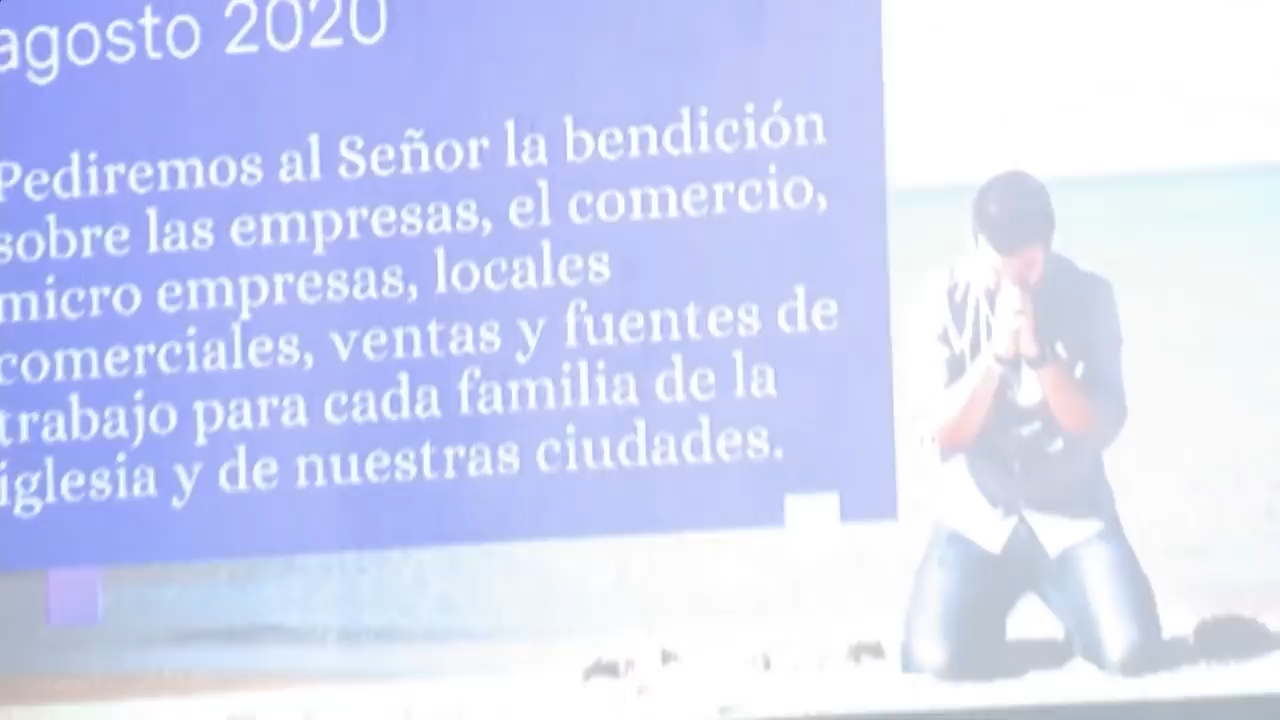 agosto 2020
Pediremos al Señor la bendición
sobre las empresas, el comercio,
micro empresas, locales
comerciales, ventas y fuentes de
trabajo para cada familia de la
iglesia y de nuestras ciudades.